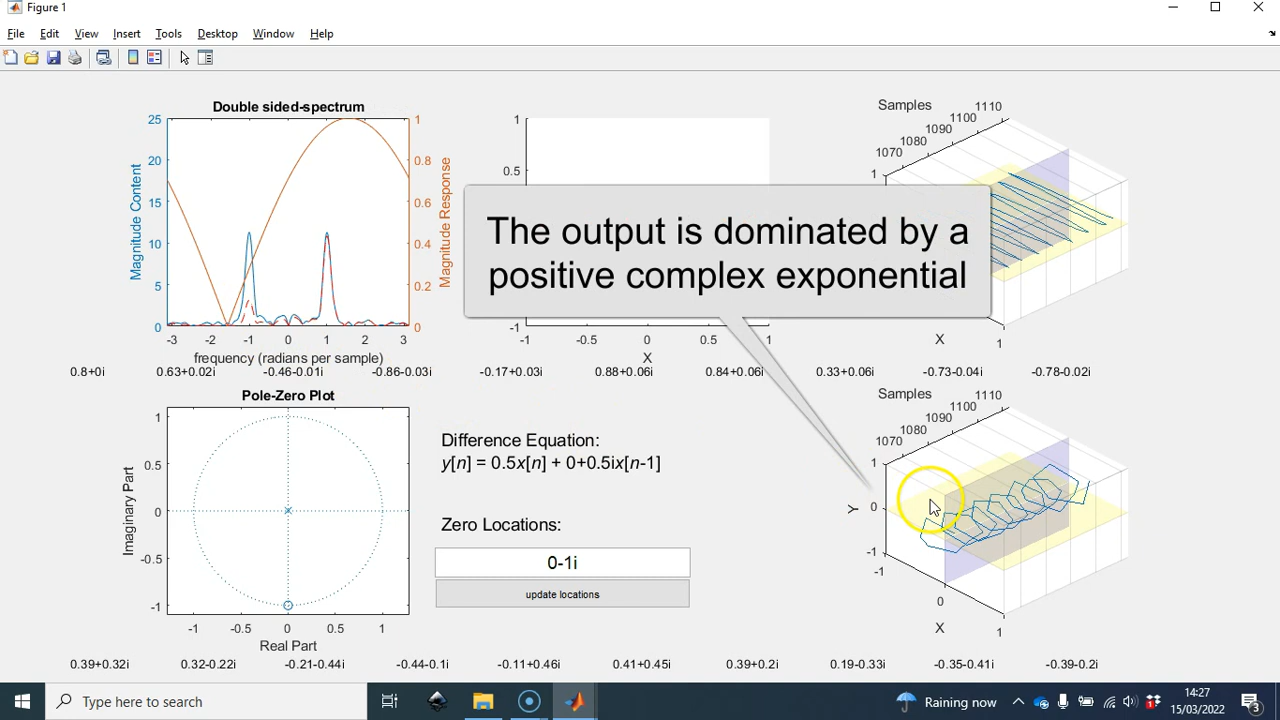 Figure 1
File Edit View Insert Tools Desktop Window Help
Double sided-spectrum
25
20
15
10
5
0
Magnitude Content
1
0.8
0.6
0.4
0.2
0
Magnitude Response
-3 -2 -1 0 1 2 3
frequency (radians per sample)
1
0.5
-1
-1 -0.5 0 0.5 1
X
The output is dominated by a
positive complex exponential
Samples
1070 1080 1090 1100 1110
1
X
1
0.8+0i 0.63+0.02i -0.46-0.01i -0.86-0.03i -0.17+0.03i 0.88+0.06i 0.84+0.06i 0.33+0.06i -0.73-0.04i -0.78-0.02i
Pole-Zero Plot
1
0.5
0
-0.5
-1
Imaginary Part
-1 -0.5 0 0.5 1
Real Part
Difference Equation:
y[n] = 0.5x[n] + 0+0.5ix[n-1]
Zero Locations:
0-1i
update locations
Samples
1070 1080 1090 1100 1110
1
0
-1
Y
-1
0
1
X
0.39+0.32i 0.32-0.22i -0.21-0.44i -0.44-0.1i -0.11+0.46i 0.41+0.45i 0.39+0.2i 0.19-0.33i -0.35-0.41i -0.39-0.2i
Type here to search
Raining now
14:27
15/03/2022
3